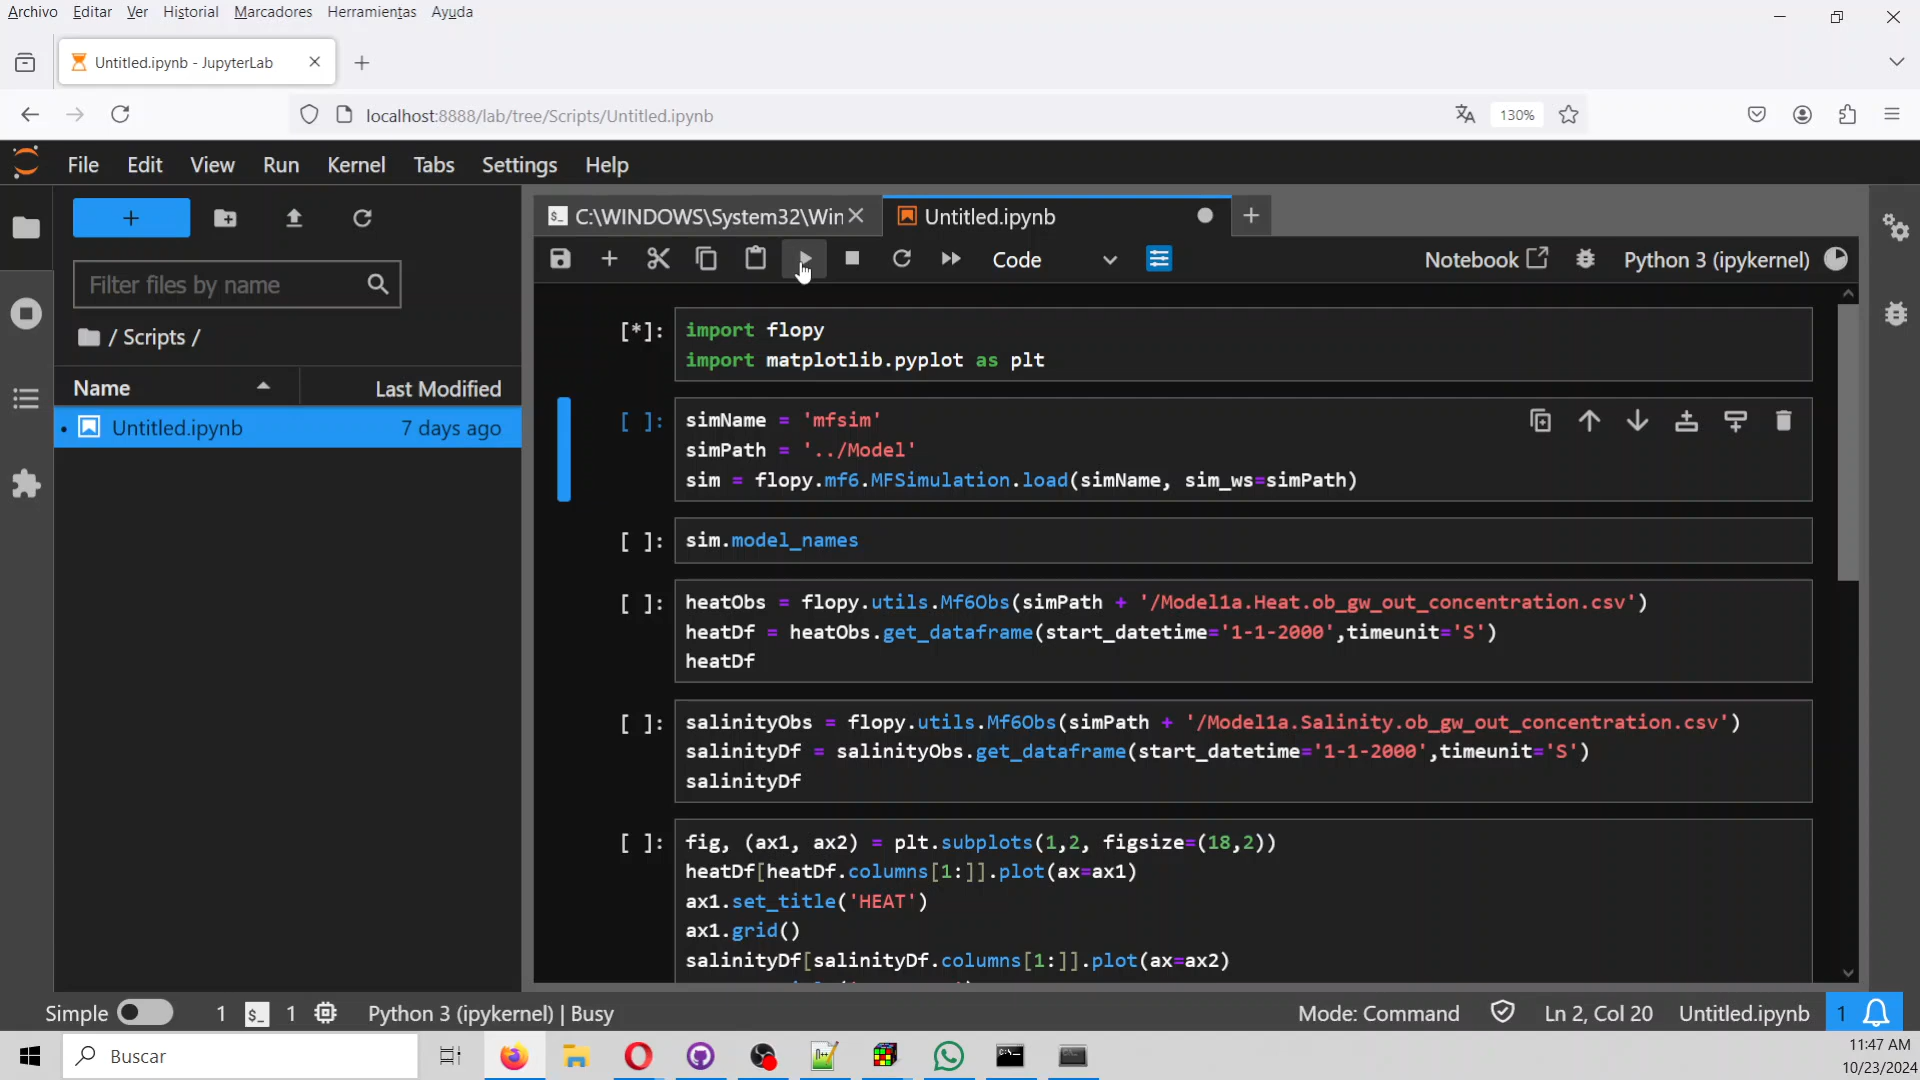 Archivo Editar Ver Historial Marcadores Herramientas Ayuda
Untitled.ipynb - JupyterLab
localhost:8888/lab/tree/Scripts/Untitled.ipynb 130%
File Edit View Run Kernel Tabs Settings Help
C:\WINDOWS\System32\Win Untitled.ipynb
Code Notebook Python 3 (ipykernel)
Filter files by name
/ Scripts /
Name Last Modified
Untitled.ipynb 7 days ago
[*]: import flopy
import matplotlib.pyplot as plt
[ ]: simName = 'mfsim'
simPath = '../Model'
sim = flopy.mf6.MFSimulation.load(simName, sim_ws=simPath)
[ ]: sim.model_names
[ ]: heatObs = flopy.utils.Mf6Obs(simPath + '/Model1a.Heat.ob_gw_out_concentration.csv')
heatDf = heatObs.get_dataframe(start_datetime='1-1-2000',timeunit='S')
heatDf
[ ]: salinityObs = flopy.utils.Mf6Obs(simPath + '/Model1a.Salinity.ob_gw_out_concentration.csv')
salinityDf = salinityObs.get_dataframe(start_datetime='1-1-2000',timeunit='S')
salinityDf
[ ]: fig, (ax1, ax2) = plt.subplots(1,2, figsize=(18,2))
heatDf[heatDf.columns[1:]].plot(ax=ax1)
ax1.set_title('HEAT')
ax1.grid()
salinityDf[salinityDf.columns[1:]].plot(ax=ax2)
Simple 1 1 Python 3 (ipykernel) | Busy Mode: Command Ln 2, Col 20 Untitled.ipynb 1
Buscar
11:47 AM
10/23/2024